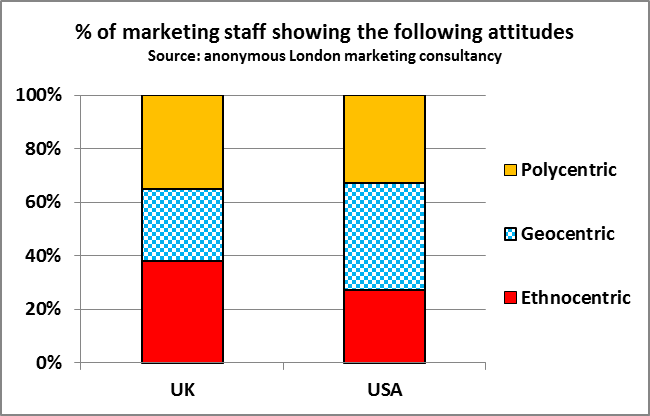 % of marketing staff showing the following attitudes
Source: anonymous London marketing consultancy
100%
80%
60%
40%
20%
0%
UK
USA
Polycentric
Geocentric
Ethnocentric